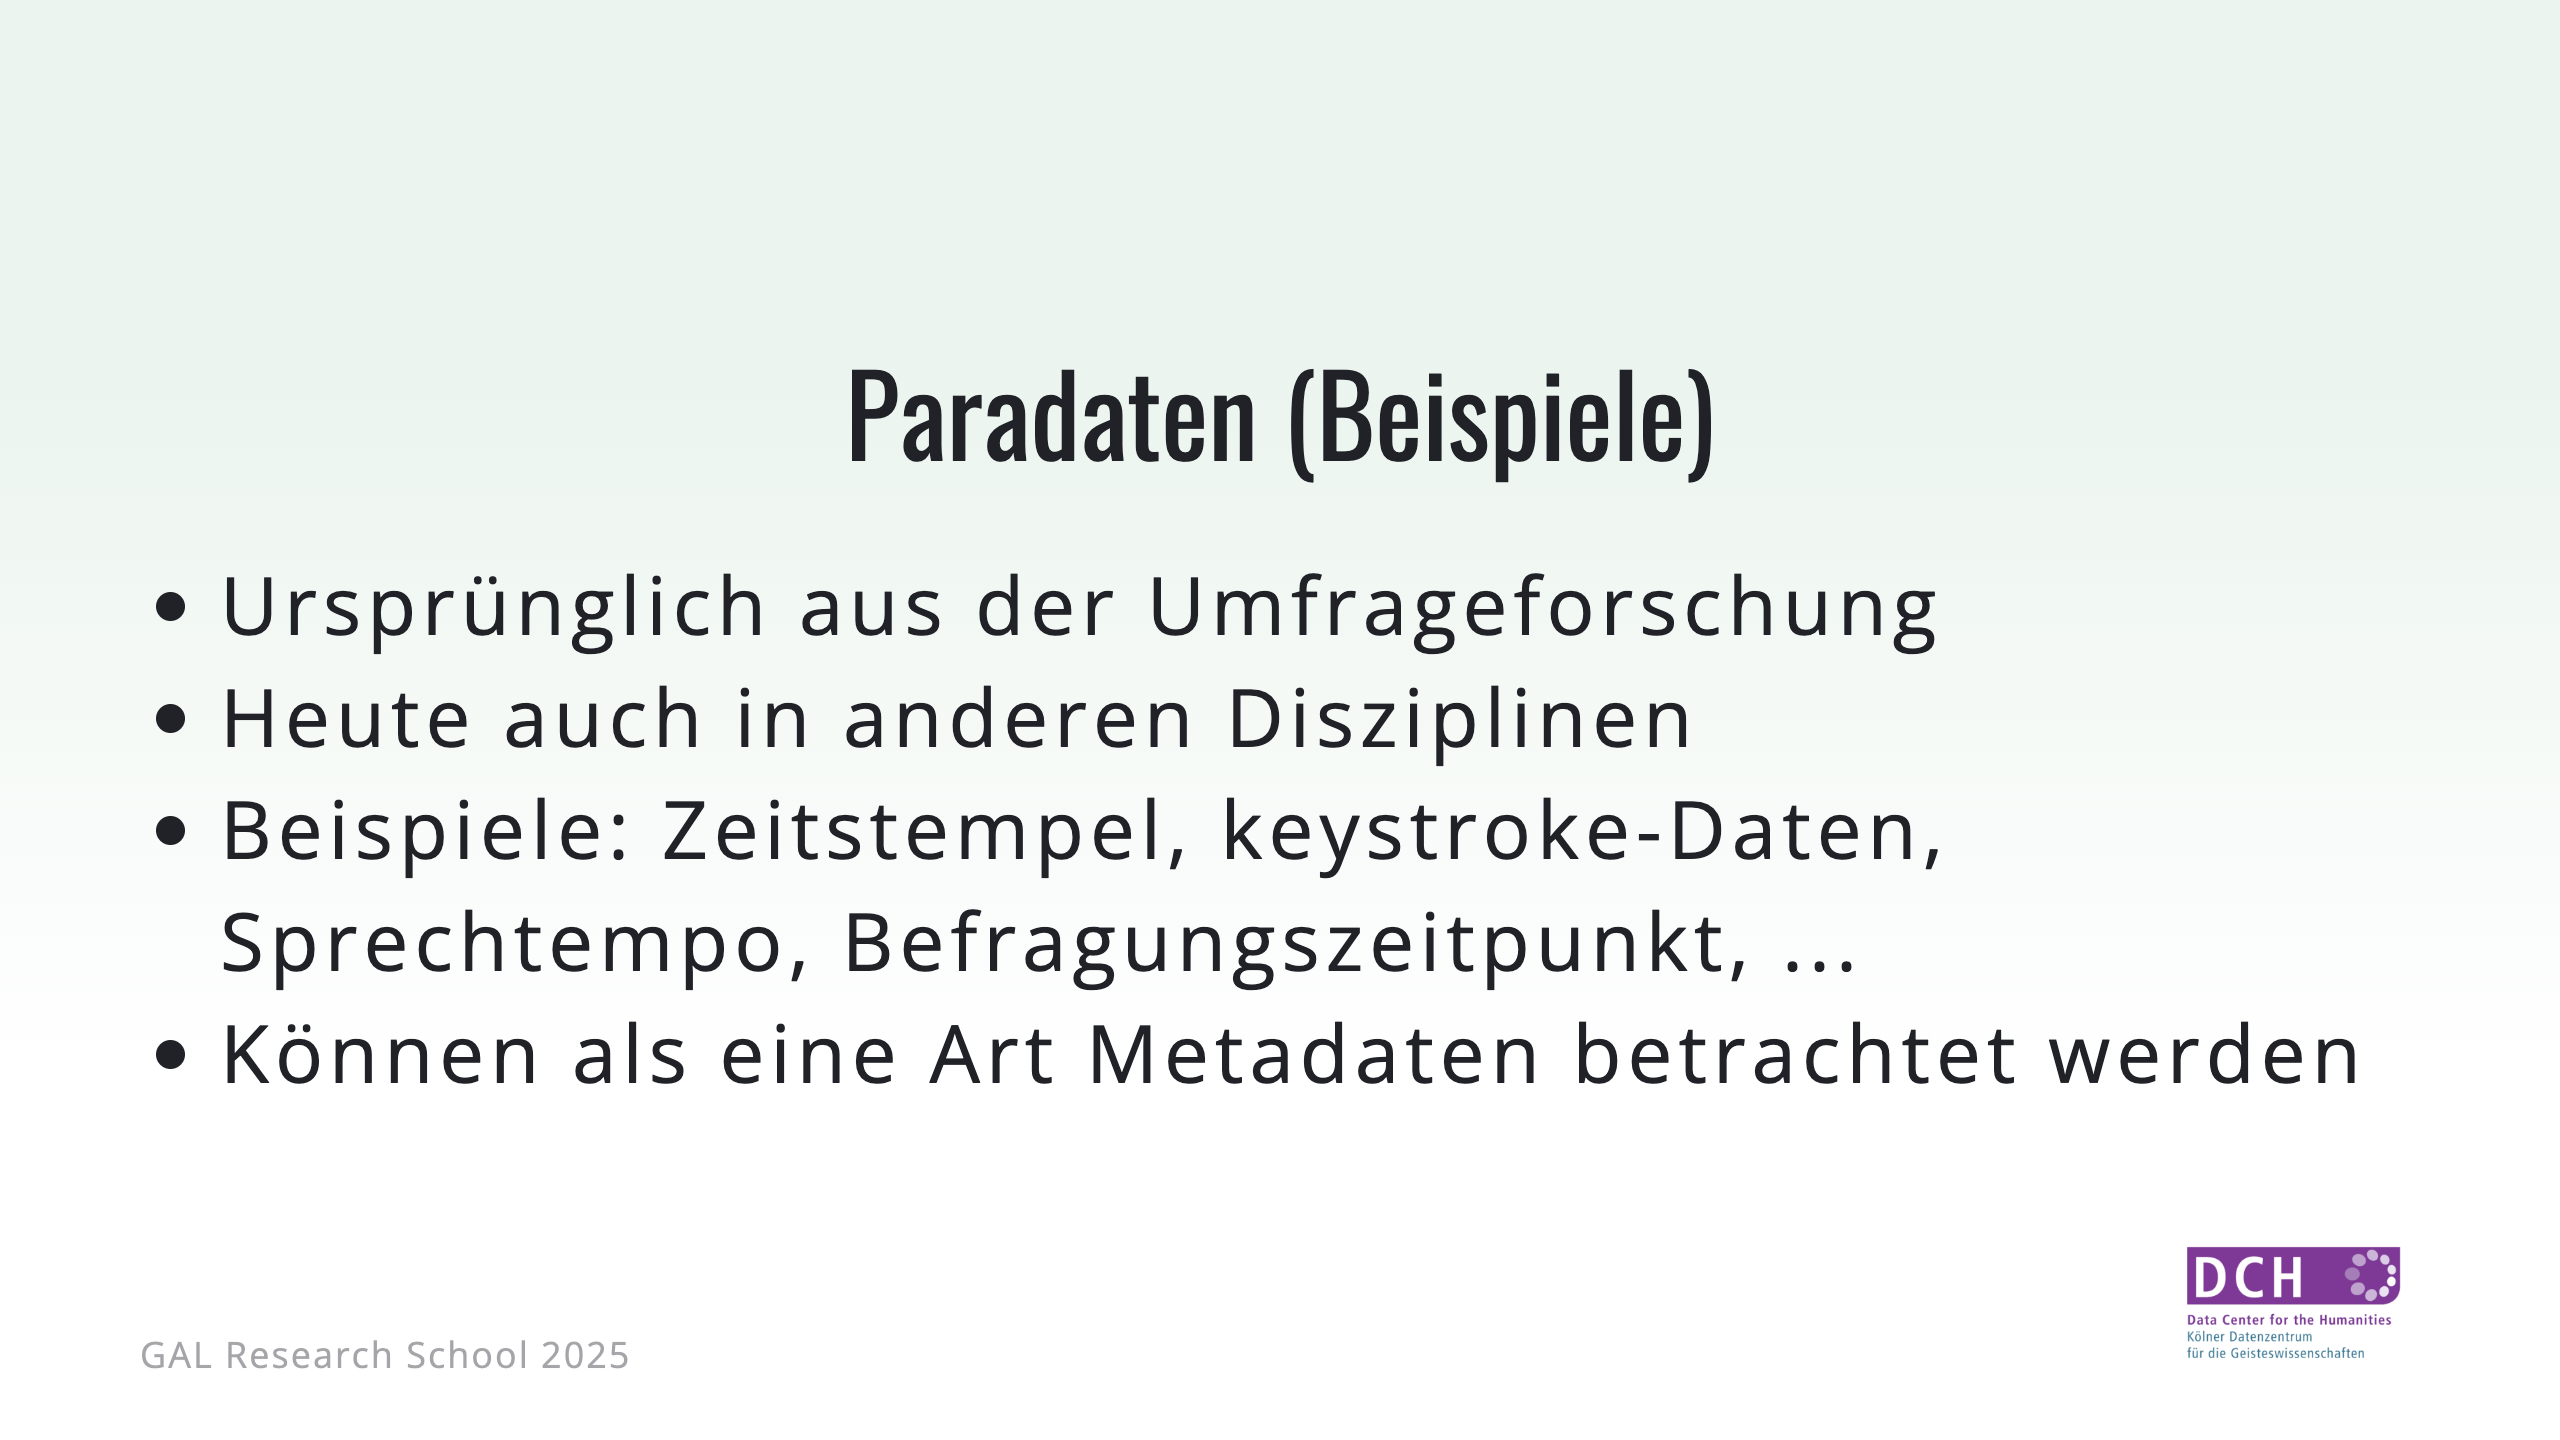 Paradaten (Beispiele)
• Ursprünglich aus der Umfrageforschung
• Heute auch in anderen Disziplinen
• Beispiele: Zeitstempel, keystroke-Daten,
Sprechtempo, Befragungszeitpunkt, ...
• Können als eine Art Metadaten betrachtet werden
GAL Research School 2025
DCH
Data Center for the Humanities
Kölner Datenzentrum
für die Geisteswissenschaften